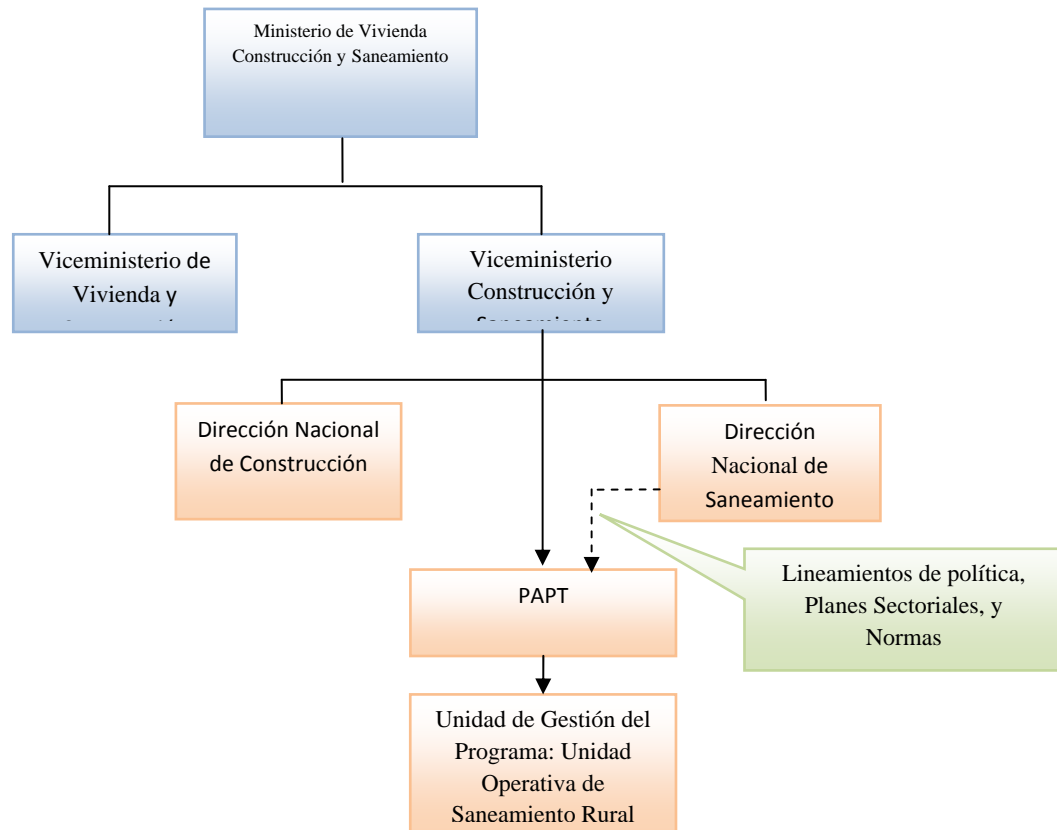 Ministerio de Vivienda
Construcción y Saneamiento
Viceministerio de
Vivienda y
Viceministerio
Construcción y
Saneamiento
Dirección Nacional
de Construcción
Dirección
Nacional de
Saneamiento
Lineamientos de política,
Planes Sectoriales, y
Normas
PAPT
Unidad de Gestión del
Programa: Unidad
Operativa de
Saneamiento Rural